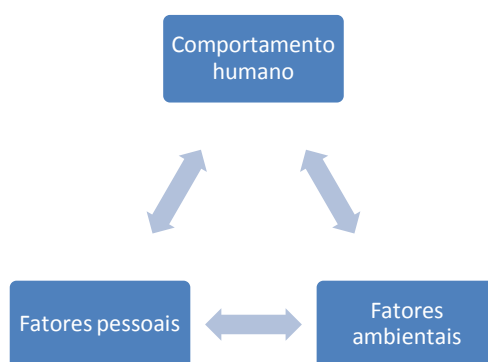 Comportamento
humano
Fatores pessoais
Fatores
ambientais